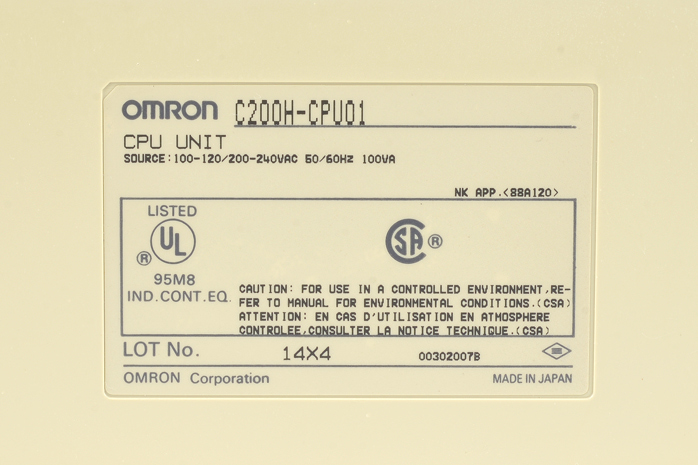 OMRON C200H-CPU01
CPU UNIT
SOURCE:100-120/200-240VAC 50/60Hz 100VA
NK APP.<88A120>
LISTED
UL
®
95M8
IND.CONT.EQ.
SA ®
CAUTION: FOR USE IN A CONTROLLED ENVIRONMENT,RE-
FER TO MANUAL FOR ENVIRONMENTAL CONDITIONS.(CSA)
ATTENTION: EN CAS D'UTILISATION EN ATMOSPHERE
CONTROLEE,CONSULTER LA NOTICE TECHNIQUE.(CSA)
LOT No. 14X4 00302007B
OMRON Corporation MADE IN JAPAN